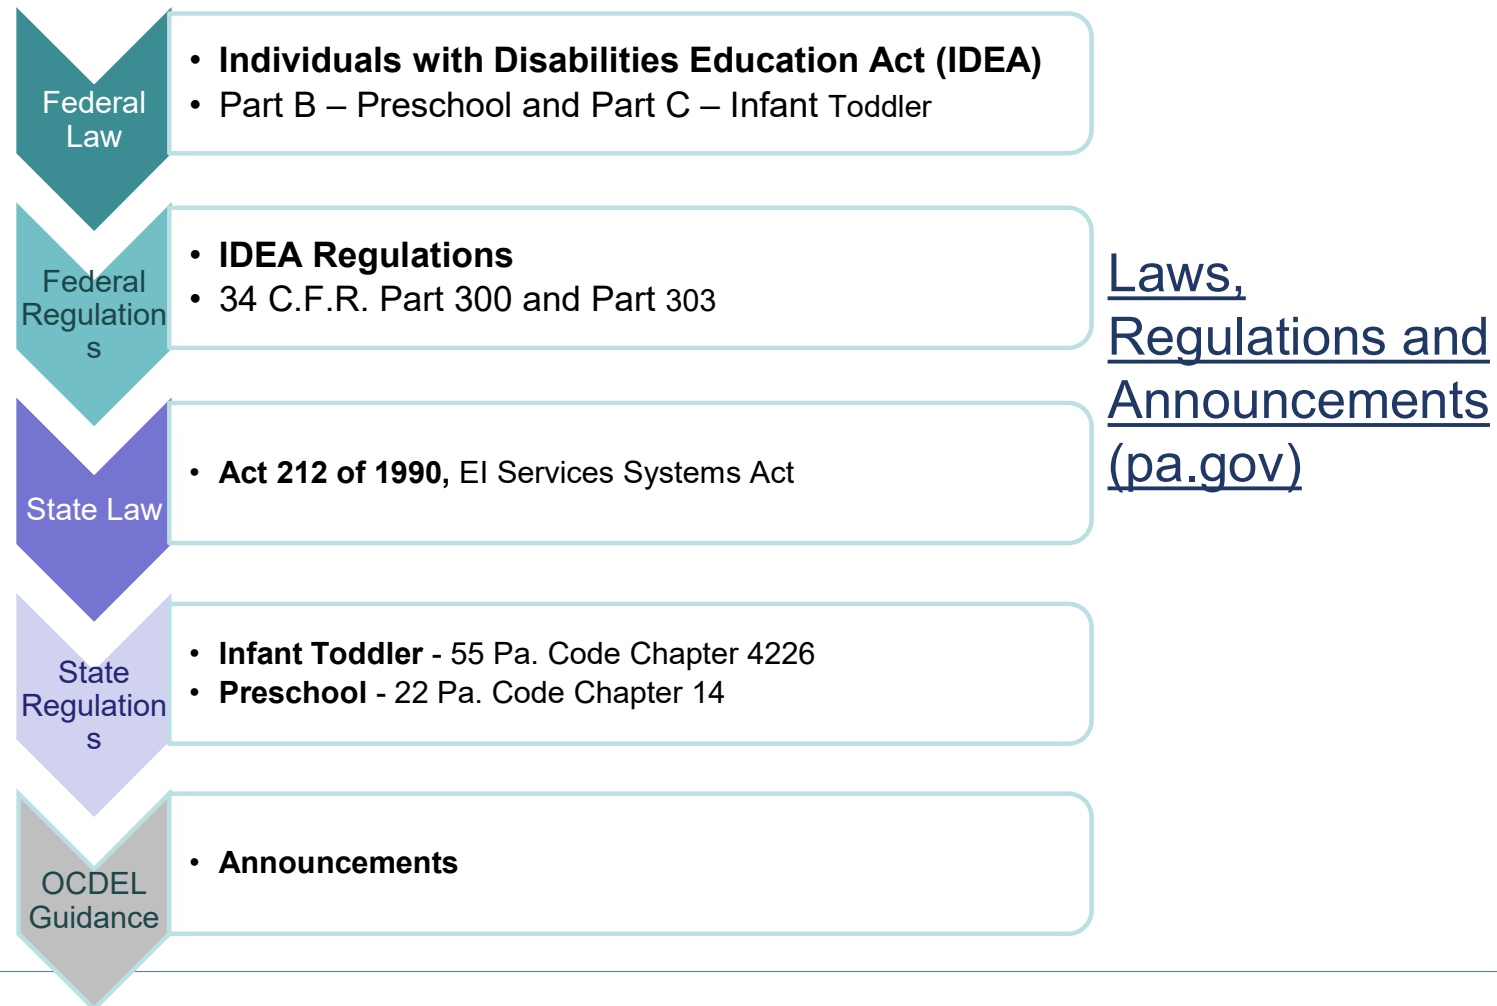 Federal
Law
• Individuals with Disabilities Education Act (IDEA)
• Part B – Preschool and Part C – Infant Toddler
Federal
Regulation
s
• IDEA Regulations
• 34 C.F.R. Part 300 and Part 303
State Law
• Act 212 of 1990, EI Services Systems Act
State
Regulation
s
• Infant Toddler - 55 Pa. Code Chapter 4226
• Preschool - 22 Pa. Code Chapter 14
OCDEL
Guidance
• Announcements
Laws,
Regulations and
Announcements
(pa.gov)